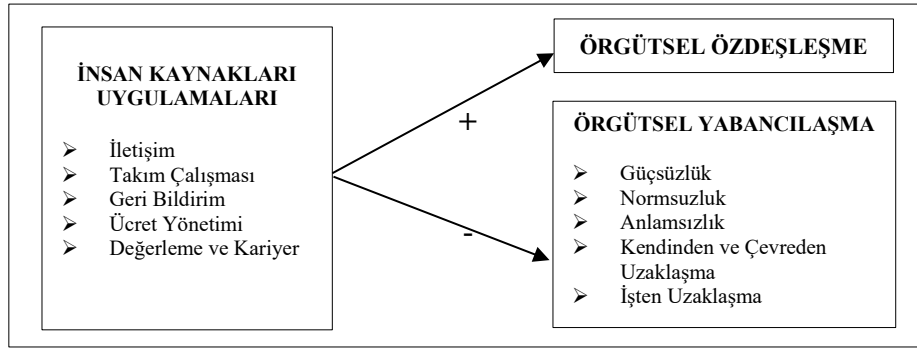 İNSAN KAYNAKLARI
UYGULAMALARI
➢ İletişim
➢ Takım Çalışması
➢ Geri Bildirim
➢ Ücret Yönetimi
➢ Değerleme ve Kariyer
+
-
ÖRGÜTSEL ÖZDEŞLEŞME
ÖRGÜTSEL YABANCILAŞMA
➢ Güçsüzlük
➢ Normsuzluk
➢ Anlamsızlık
➢ Kendinden ve Çevreden
Uzaklaşma
➢ İşten Uzaklaşma